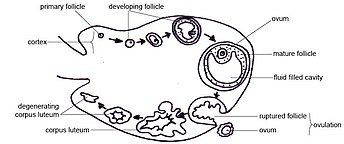 primary follicle
developing follicles
ovum
cortex
mature follicle
fluid filled cavity
degenerating
corpus luteum
corpus luteum
ruptured follicle
ovulation
ovum